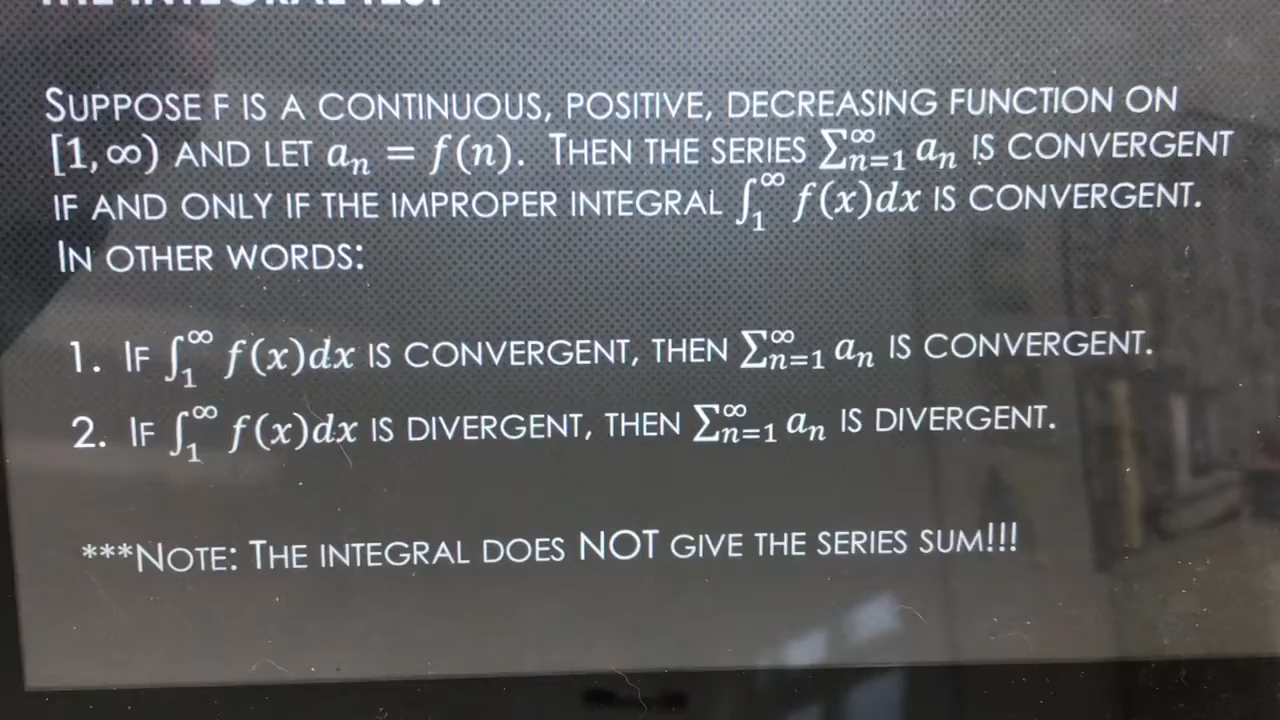 THE INTEGRAL TEST
SUPPOSE F IS A CONTINUOUS, POSITIVE, DECREASING FUNCTION ON
[1, ∞) AND LET aₙ = f(n). THEN THE SERIES ∑ₙ₌₁^∞ aₙ IS CONVERGENT
IF AND ONLY IF THE IMPROPER INTEGRAL ∫₁^∞ f(x)dx IS CONVERGENT.
IN OTHER WORDS:
1. IF ∫₁^∞ f(x)dx IS CONVERGENT, THEN ∑ₙ₌₁^∞ aₙ IS CONVERGENT.
2. IF ∫₁^∞ f(x)dx IS DIVERGENT, THEN ∑ₙ₌₁^∞ aₙ IS DIVERGENT.
***NOTE: THE INTEGRAL DOES NOT GIVE THE SERIES SUM!!!